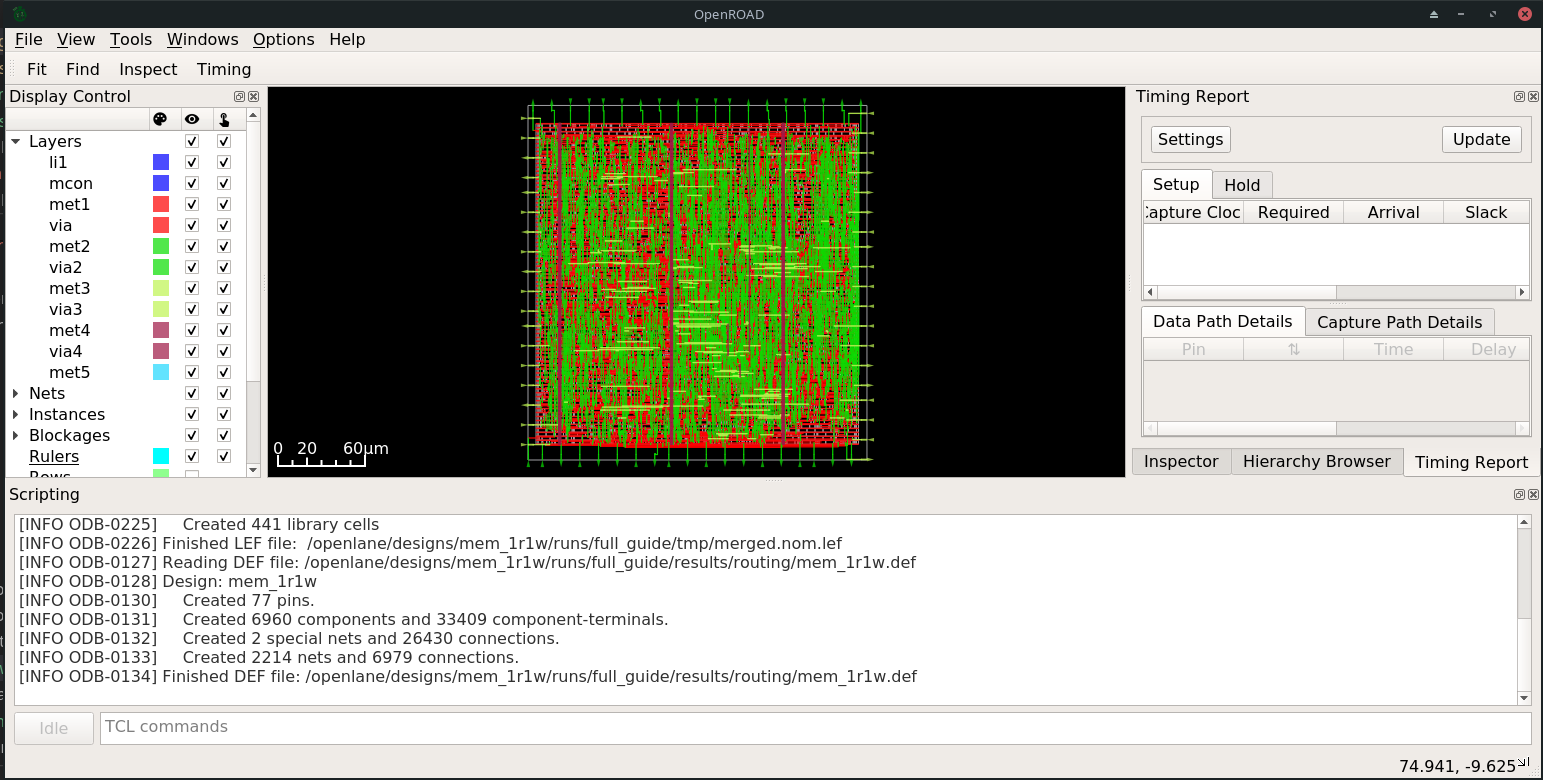 OpenROAD
File View Tools Windows Options Help
Fit Find Inspect Timing
Display Control
Layers
li1
mcon
met1
via
met2
via2
met3
via3
met4
via4
met5
Nets
Instances
Blockages
Rulers
Rows
0 20 60µm
Timing Report
Settings Update
Setup Hold
Capture Cloc Required Arrival Slack
Data Path Details Capture Path Details
Pin ⇅ Time Delay
Inspector Hierarchy Browser Timing Report
Scripting
[INFO ODB-0225] Created 441 library cells
[INFO ODB-0226] Finished LEF file: /openlane/designs/mem_1r1w/runs/full_guide/tmp/merged.nom.lef
[INFO ODB-0127] Reading DEF file: /openlane/designs/mem_1r1w/runs/full_guide/results/routing/mem_1r1w.def
[INFO ODB-0128] Design: mem_1r1w
[INFO ODB-0130] Created 77 pins.
[INFO ODB-0131] Created 6960 components and 33409 component-terminals.
[INFO ODB-0132] Created 2 special nets and 26430 connections.
[INFO ODB-0133] Created 2214 nets and 6979 connections.
[INFO ODB-0134] Finished DEF file: /openlane/designs/mem_1r1w/runs/full_guide/results/routing/mem_1r1w.def
Idle TCL commands
74.941, -9.625